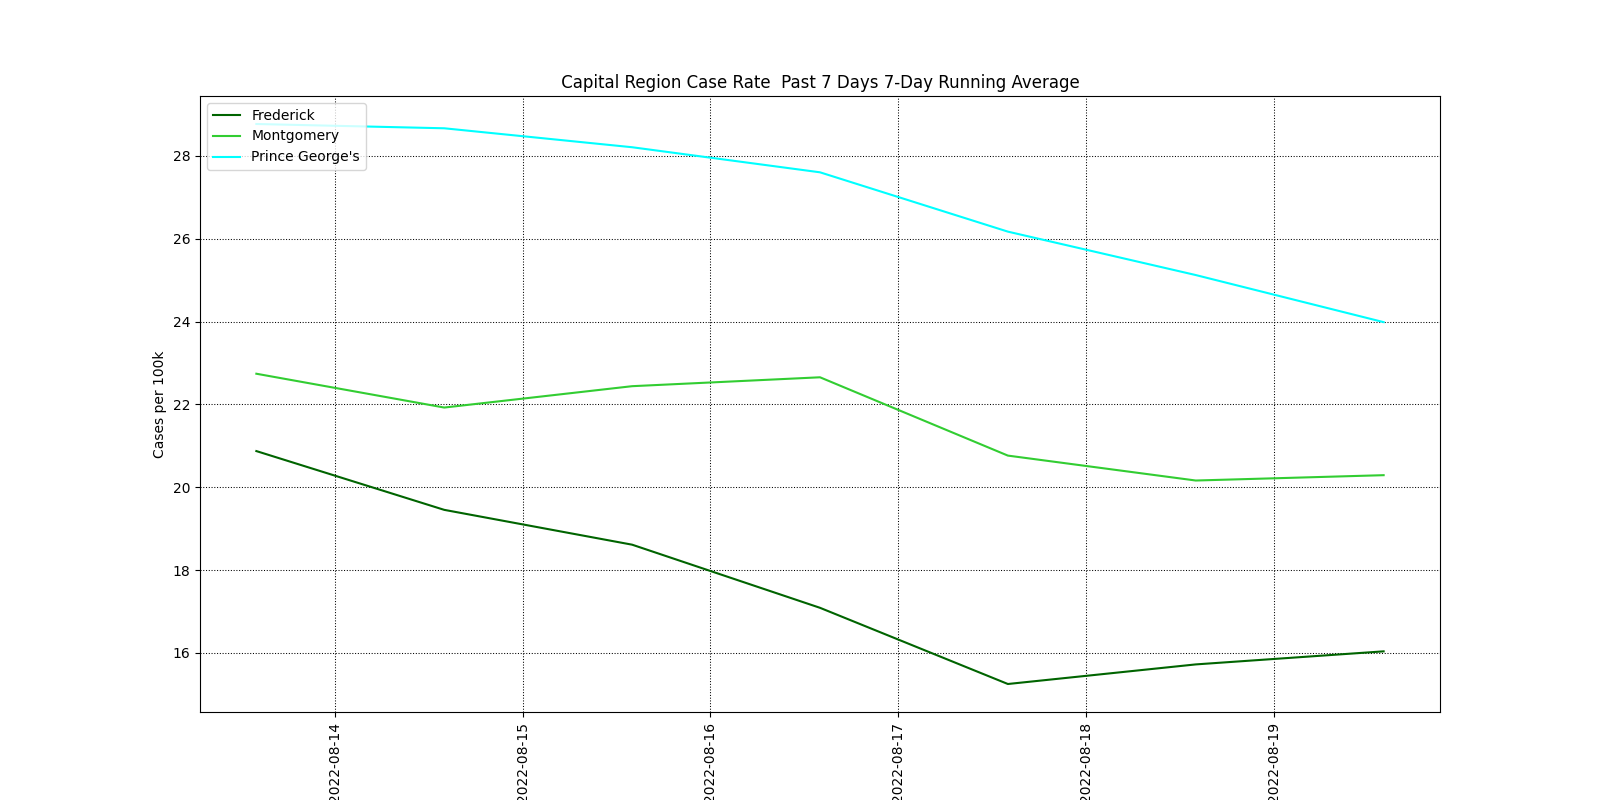 Capital Region Case Rate  Past 7 Days 7-Day Running Average
Frederick
Montgomery
Prince George's
Cases per 100k
28
26
24
22
20
18
16
2022-08-14
2022-08-15
2022-08-16
2022-08-17
2022-08-18
2022-08-19